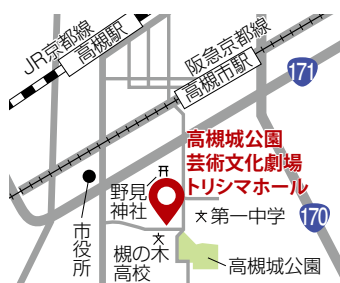 JR京都線
高槻駅
阪急京都線
高槻市駅
171
高槻城公園
芸術文化劇場
トリシマホール
野見
神社
市役所
第一中学
170
槻の木
高校
高槻城公園